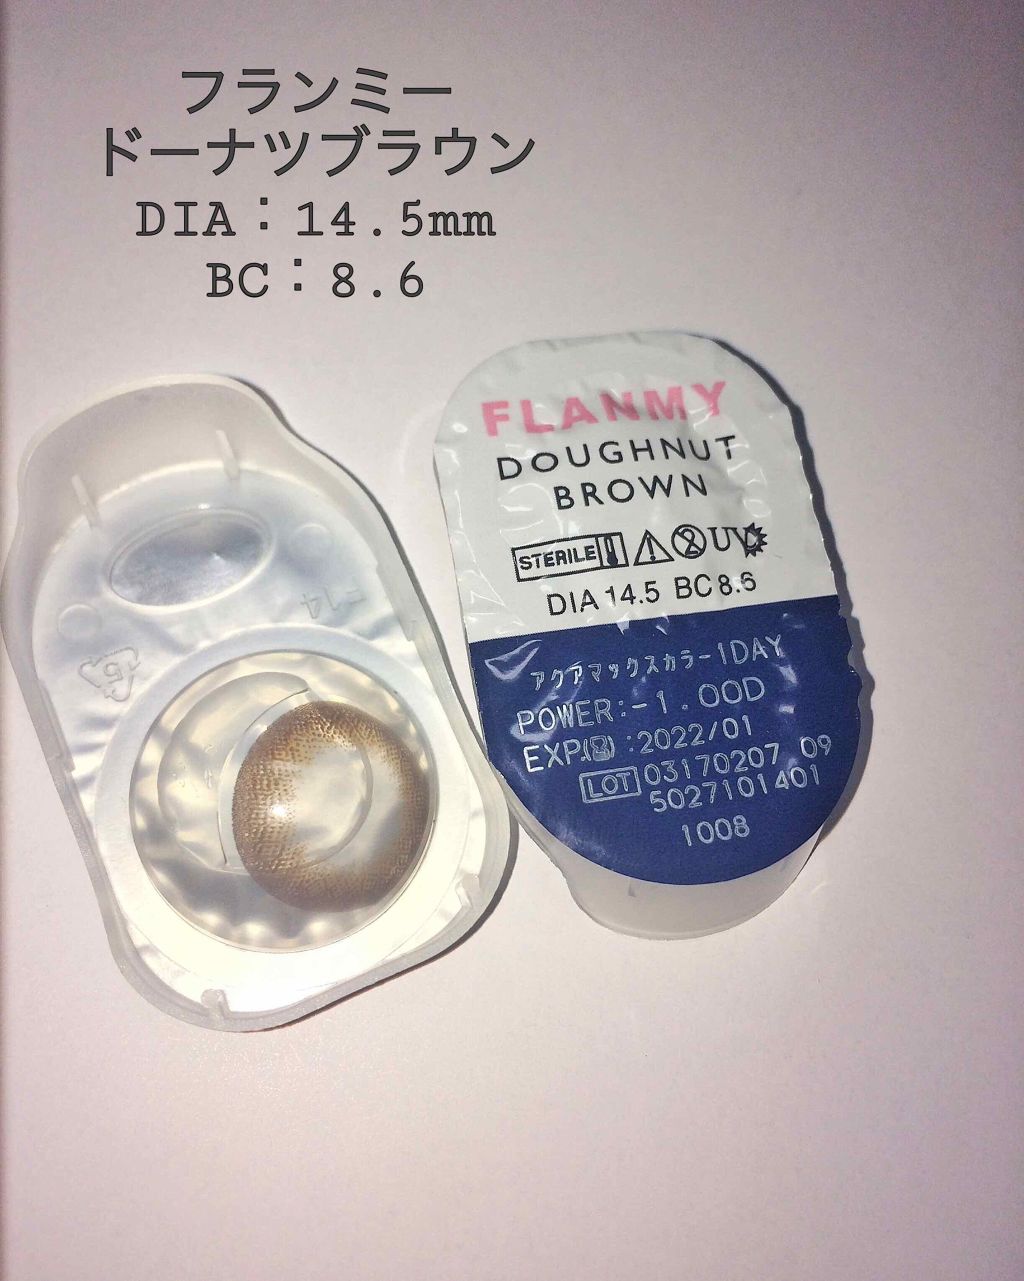 フランミー
ドーナツブラウン
DIA：14.5mm
BC：8.6
FLANMY
DOUGHNUT
BROWN
STERILE
UV
DIA 14.5 BC 8.6
アクアマックスカラー1DAY
POWER:-1.00D
EXP. :2022/01
LOT 03170207 09
5027101401
1008